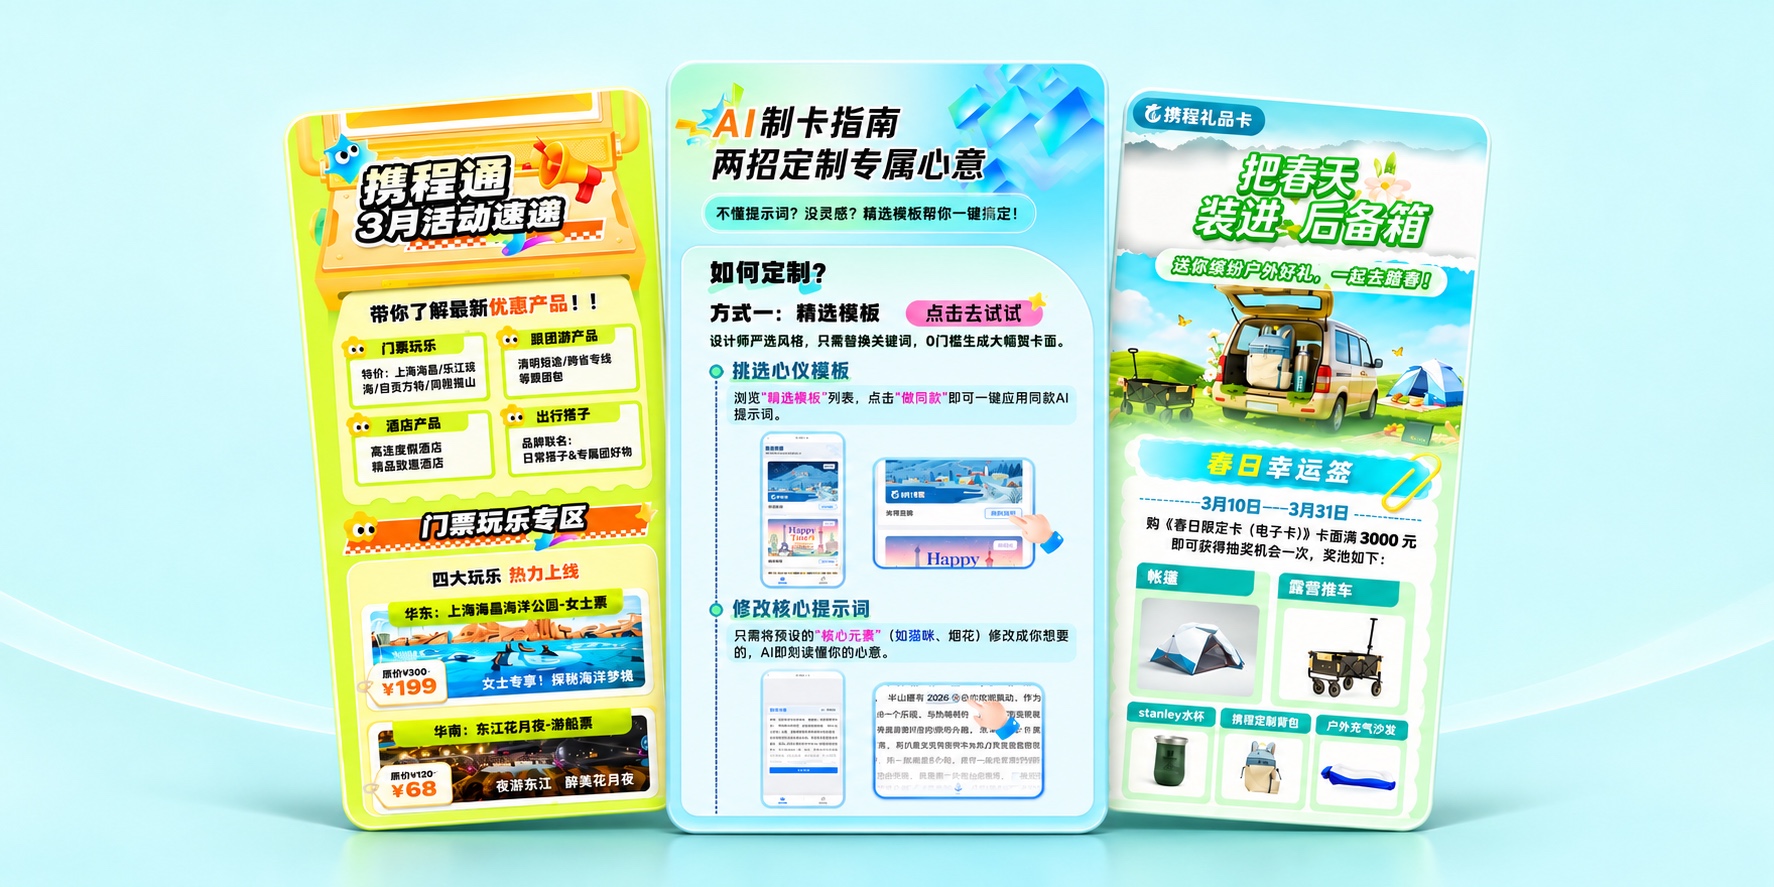 携程通
3月活动速递
带你了解最新优惠产品！！
门票玩乐
特价：上海海昌/乐江琉
海/自贡方特/同程摇山
跟团游产品
清明短途/跨省专线
等跟团包
酒店产品
高连度假酒店
精品致遇酒店
出行搭子
品牌联名：
日常搭子&专属团好物
门票玩乐专区
四大玩乐 热力上线
华东：上海海昌海洋公园-女士票
原价¥300
¥199
女士专享！探秘海洋梦境
华南：东江花月夜-游船票
原价¥120
¥68
夜游东江 醉美花月夜
AI制卡指南
两招定制专属心意
不懂提示词？没灵感？精选模板帮你一键搞定！
如何定制？
方式一：精选模板
点击去试试
设计师严选风格，只需替换关键词，0门槛生成大幅贺卡面。
挑选心仪模板
浏览“精选模板”列表，点击“做同款”即可一键应用同款AI
提示词。
Happy
Happy
修改核心提示词
只需将预设的“核心元素”（如猫咪、烟花）修改成你想要
的，AI即刻读懂你的心意。
2026
携程礼品卡
把春天
装进 后备箱
送你缤纷户外好礼，一起去踏春！
春日幸运签
3月10日——3月31日
购《春日限定卡（电子卡）》卡面满 3000 元
即可获得抽奖机会一次，奖池如下：
帐篷
露营推车
stanley水杯
携程定制背包
户外充气沙发